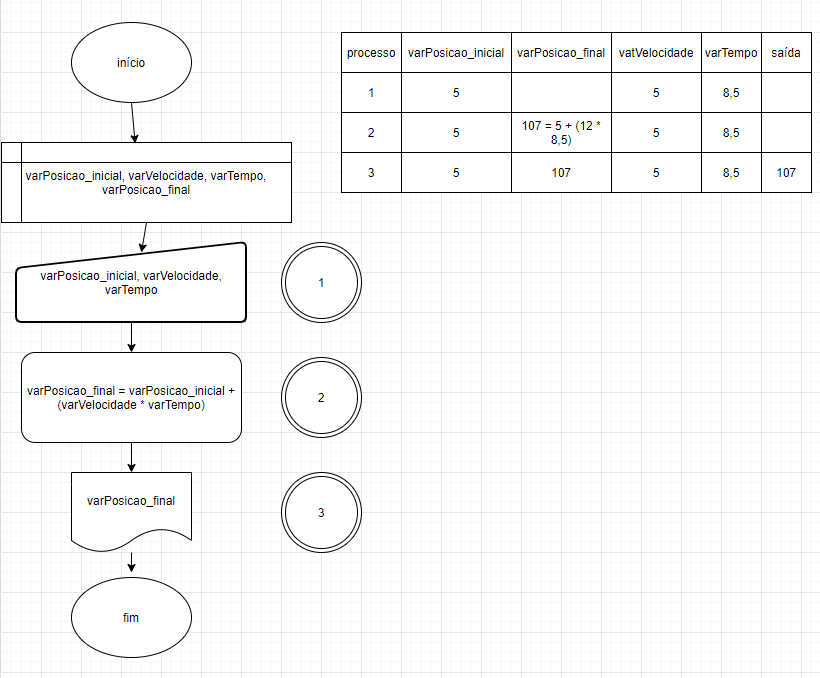 início
varPosicao_inicial, varVelocidade, varTempo,
varPosicao_final
varPosicao_inicial, varVelocidade,
varTempo
1
varPosicao_final = varPosicao_inicial +
(varVelocidade * varTempo)
2
varPosicao_final
3
fim
processo varPosicao_inicial varPosicao_final vatVelocidade varTempo saída
1 5 5 8,5
2 5 107 = 5 + (12 *
8,5) 5 8,5
3 5 107 5 8,5 107